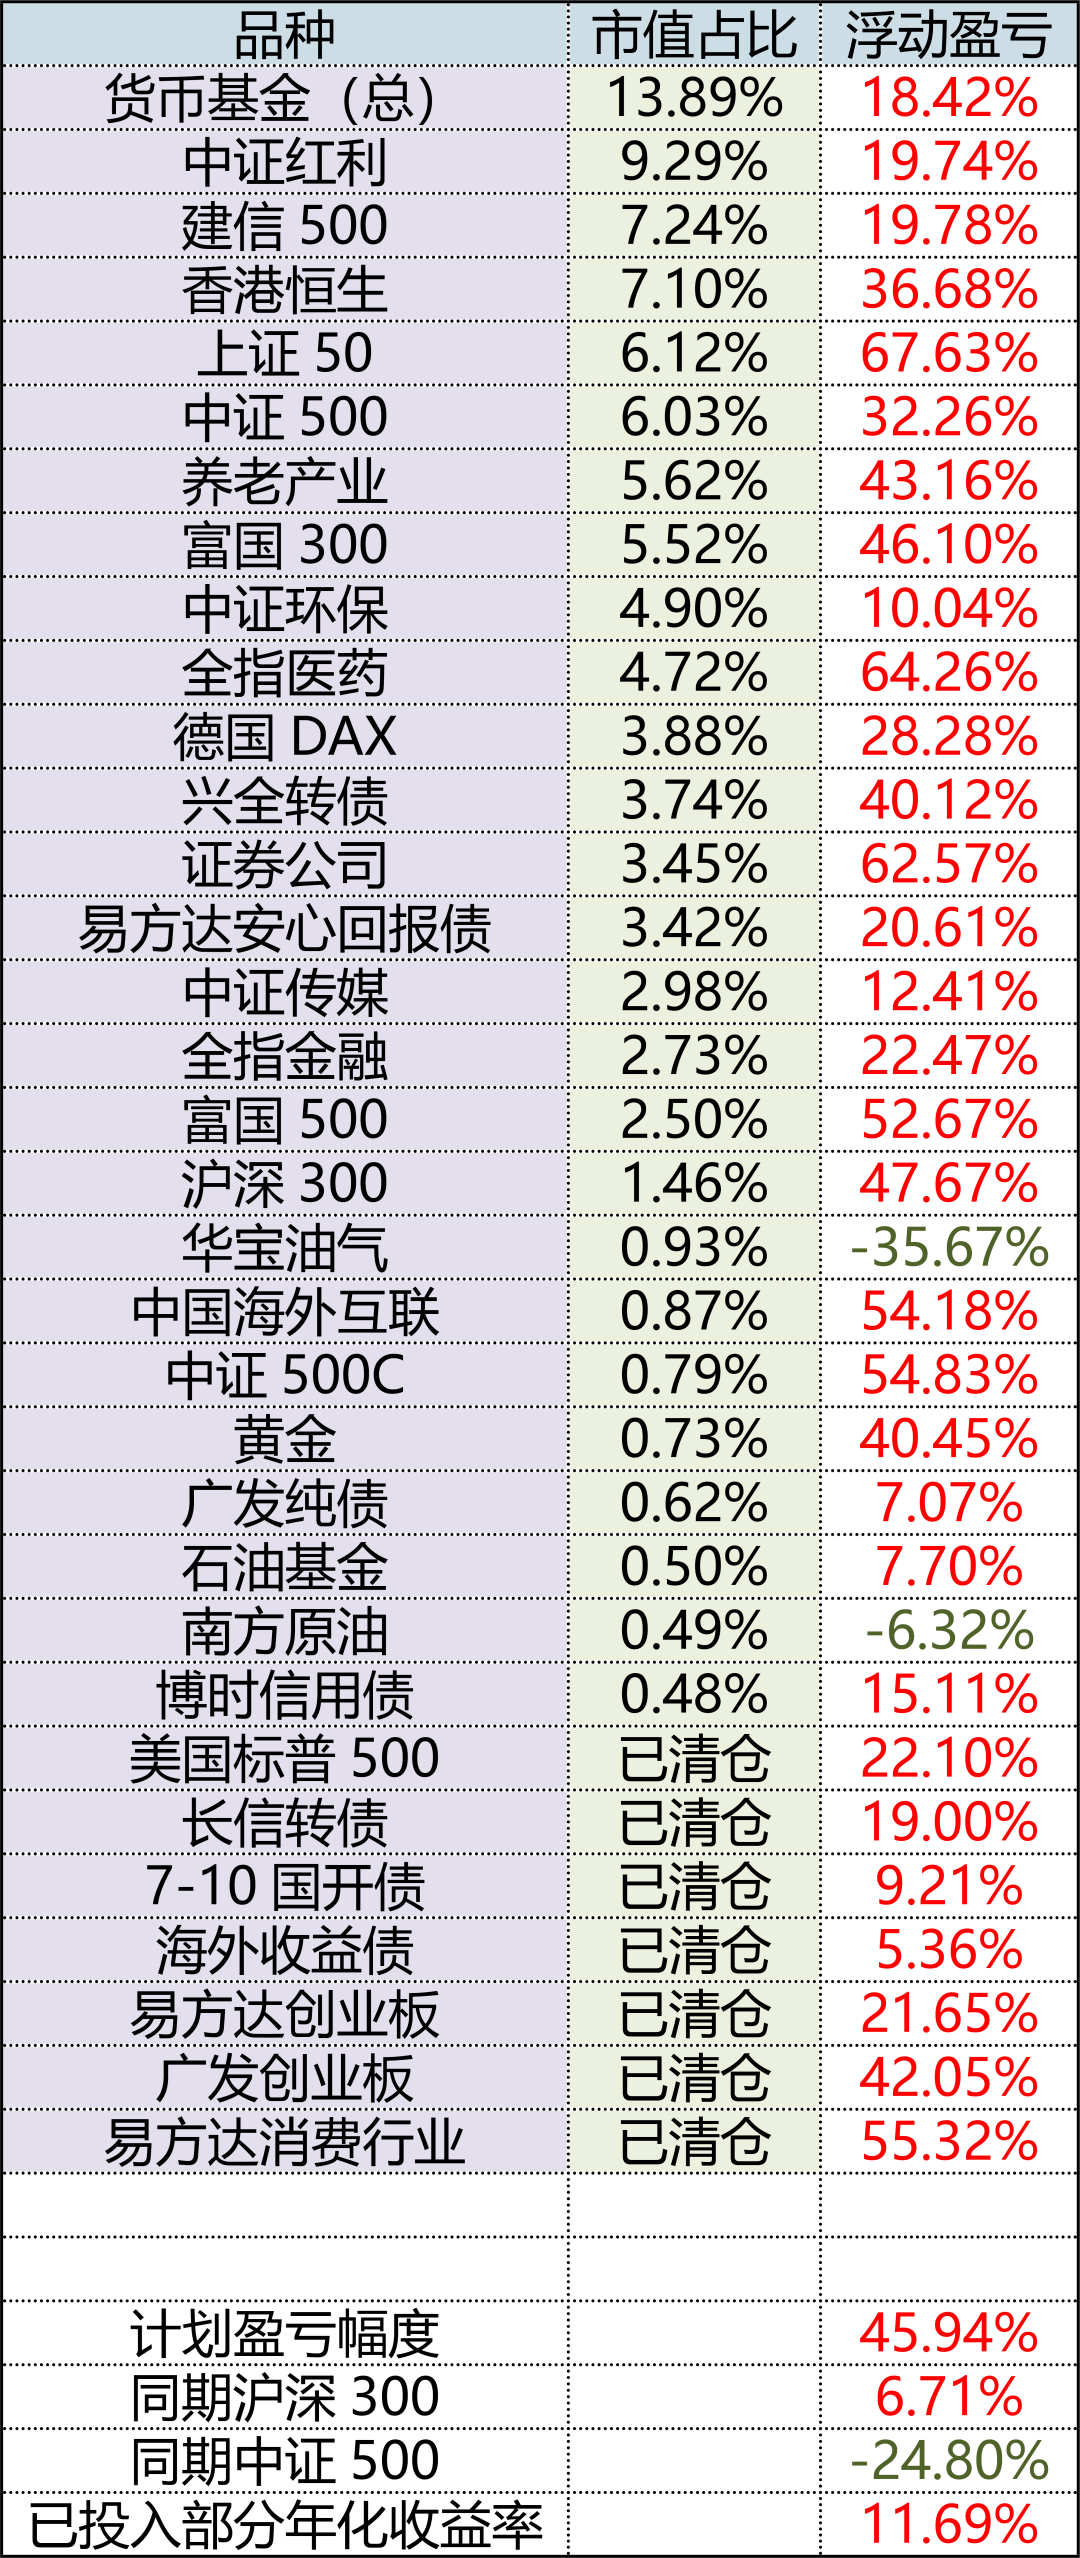 品种 市值占比 浮动盈亏
货币基金（总） 13.89% 18.42%
中证红利 9.29% 19.74%
建信 500 7.24% 19.78%
香港恒生 7.10% 36.68%
上证 50 6.12% 67.63%
中证 500 6.03% 32.26%
养老产业 5.62% 43.16%
富国 300 5.52% 46.10%
中证环保 4.90% 10.04%
全指医药 4.72% 64.26%
德国 DAX 3.88% 28.28%
兴全转债 3.74% 40.12%
证券公司 3.45% 62.57%
易方达安心回报债 3.42% 20.61%
中证传媒 2.98% 12.41%
全指金融 2.73% 22.47%
富国 500 2.50% 52.67%
沪深 300 1.46% 47.67%
华宝油气 0.93% -35.67%
中国海外互联 0.87% 54.18%
中证 500C 0.79% 54.83%
黄金 0.73% 40.45%
广发纯债 0.62% 7.07%
石油基金 0.50% 7.70%
南方原油 0.49% -6.32%
博时信用债 0.48% 15.11%
美国标普 500 已清仓 22.10%
长信转债 已清仓 19.00%
7-10 国开债 已清仓 9.21%
海外收益债 已清仓 5.36%
易方达创业板 已清仓 21.65%
广发创业板 已清仓 42.05%
易方达消费行业 已清仓 55.32%
计划盈亏幅度 45.94%
同期沪深 300 6.71%
同期中证 500 -24.80%
已投入部分年化收益率 11.69%